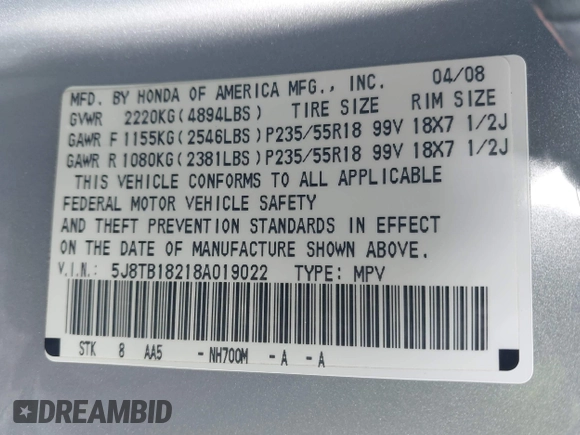 MFD. BY HONDA OF AMERICA MFG., INC. 04/08
GVWR 2220KG(4894LBS) TIRE SIZE RIM SIZE
GAWR F 1155KG(2546LBS) P235/55R18 99V 18X7 1/2J
GAWR R 1080KG(2381LBS) P235/55R18 99V 18X7 1/2J
THIS VEHICLE CONFORMS TO ALL APPLICABLE
FEDERAL MOTOR VEHICLE SAFETY
AND THEFT PREVENTION STANDARDS IN EFFECT
ON THE DATE OF MANUFACTURE SHOWN ABOVE.
V.I.N.: 5J8TB18218A019022 TYPE: MPV
STK 8 AA5 -NH700M -A -A
DREAMBID